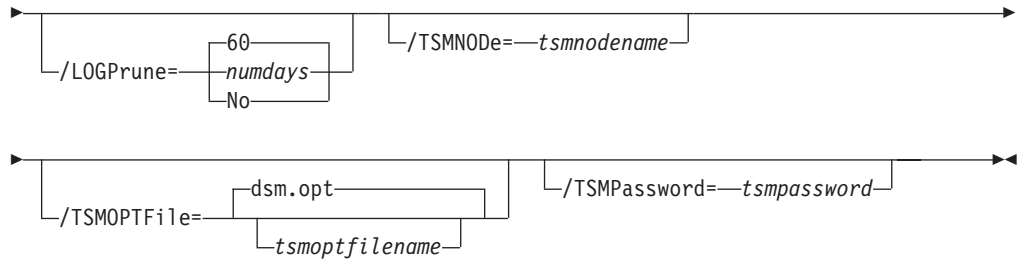 60
/LOGPrune= numdays
No
/TSMNODe= tsmnodename
dsm.opt
/TSMOPTFile=
tsmoptfilename
/TSMPassword= tsmpassword